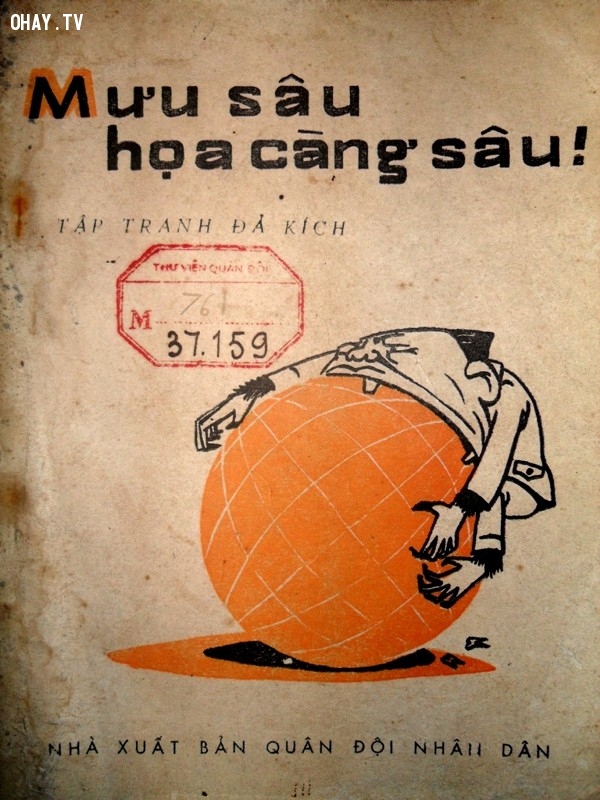 OHAY.TV
Mưu sâu
họa càng sâu!
TẬP TRANH ĐẢ KÍCH
THƯ VIỆN QUÂN ĐỘI
M
37.159
NHÀ XUẤT BẢN QUÂN ĐỘI NHÂN DÂN